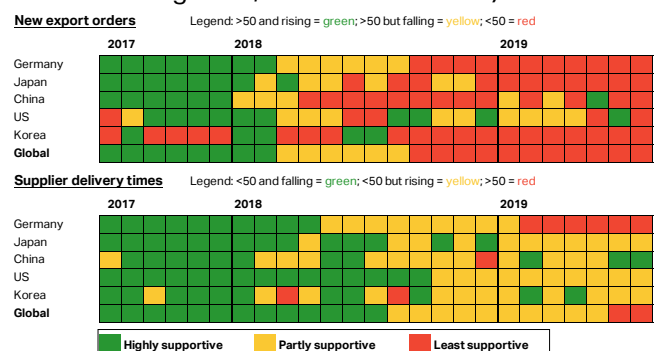 New export orders Legend: >50 and rising = green; >50 but falling = yellow; <50 = red
2017 2018 2019
Germany
Japan
China
US
Korea
Global
Supplier delivery times Legend: <50 and falling = green; <50 but rising = yellow; >50 = red
2017 2018 2019
Germany
Japan
China
US
Korea
Global
Highly supportive Partly supportive Least supportive